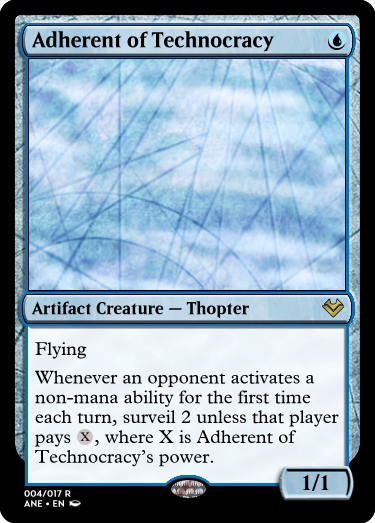 Adherent of Technocracy
Artifact Creature — Thopter
Flying
Whenever an opponent activates a
non-mana ability for the first time
each turn, surveil 2 unless that player
pays X, where X is Adherent of
Technocracy's power.
1/1
004/017 R
ANE • EN